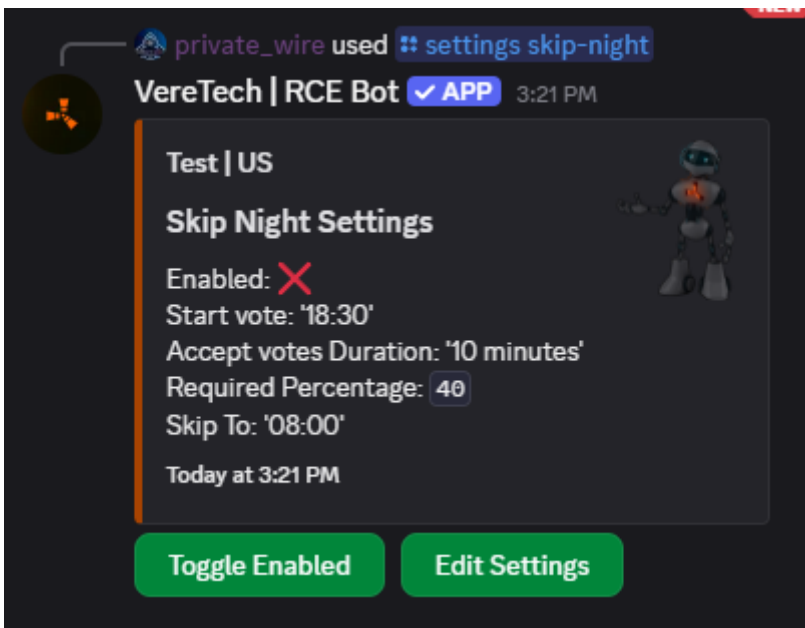 NEW
private_wire used settings skip-night
VereTech | RCE Bot ✓ APP 3:21 PM
Test | US
Skip Night Settings
Enabled: ❌
Start vote: '18:30'
Accept votes Duration: '10 minutes'
Required Percentage: 40
Skip To: '08:00'
Today at 3:21 PM
Toggle Enabled Edit Settings